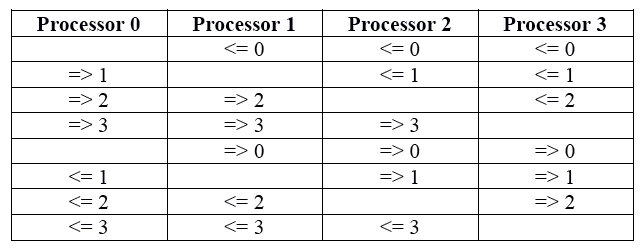 Processor 0 Processor 1 Processor 2 Processor 3
<= 0 <= 0 <= 0
=> 1 <= 1 <= 1
=> 2 => 2 <= 2
=> 3 => 3 => 3
=> 0 => 0 => 0
<= 1 => 1 => 1
<= 2 <= 2 => 2
<= 3 <= 3 <= 3